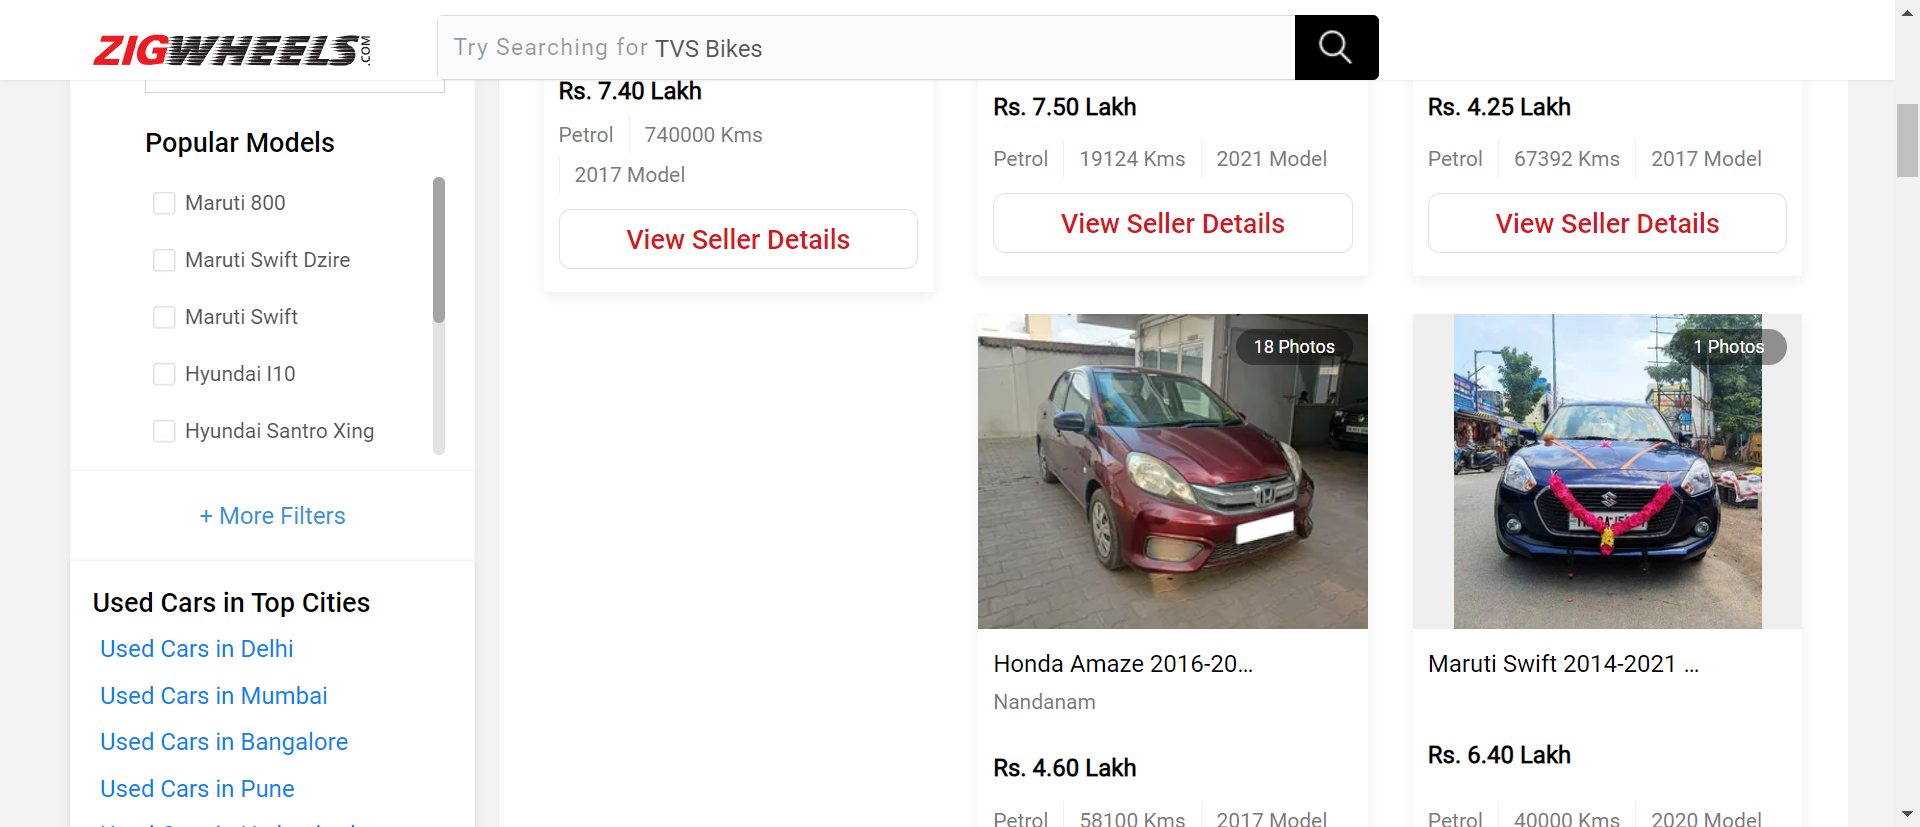 ZIGWHEELS.COM
Try Searching for TVS Bikes
Popular Models
Maruti 800
Maruti Swift Dzire
Maruti Swift
Hyundai I10
Hyundai Santro Xing
+ More Filters
Used Cars in Top Cities
Used Cars in Delhi
Used Cars in Mumbai
Used Cars in Bangalore
Used Cars in Pune
Rs. 7.40 Lakh
Petrol 740000 Kms
2017 Model
View Seller Details
Rs. 7.50 Lakh
Petrol 19124 Kms 2021 Model
View Seller Details
Rs. 4.25 Lakh
Petrol 67392 Kms 2017 Model
View Seller Details
18 Photos
Honda Amaze 2016-20...
Nandanam
Rs. 4.60 Lakh
Petrol 58100 Kms 2017 Model
1 Photos
Maruti Swift 2014-2021 ...
Rs. 6.40 Lakh
Petrol 40000 Kms 2020 Model